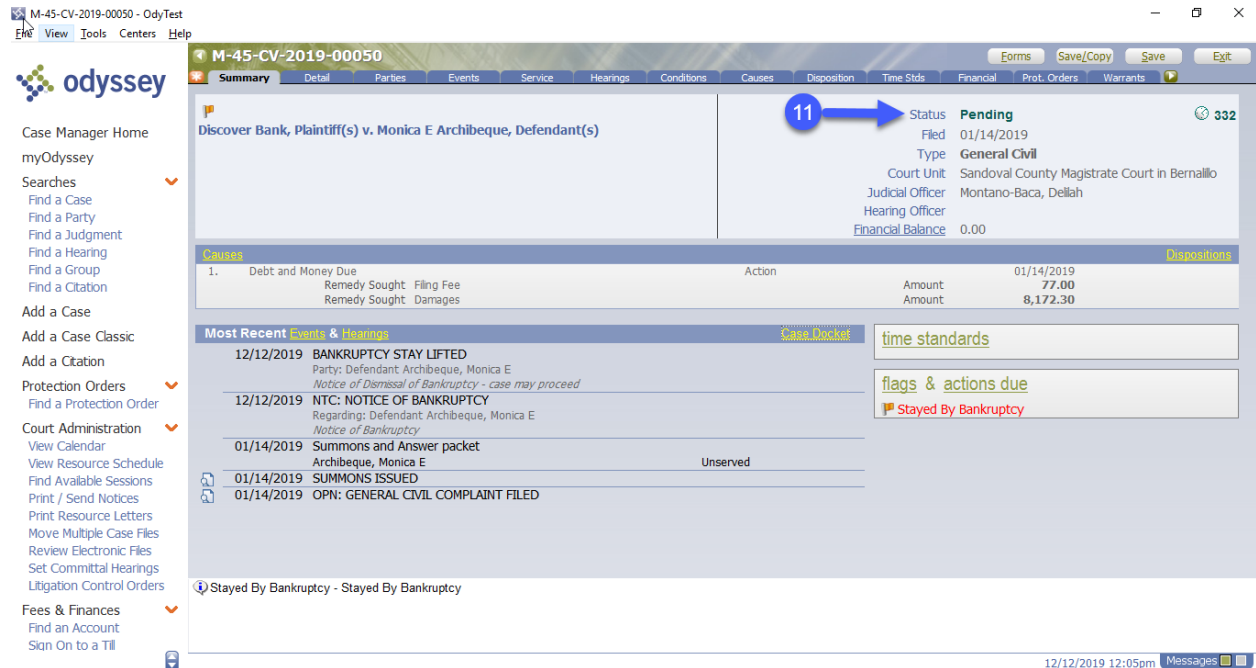 M-45-CV-2019-00050 - OdyTest
File View Tools Centers Help
M-45-CV-2019-00050
Forms Save/Copy Save Exit
Summary Detail Parties Events Service Hearings Conditions Causes Disposition Time Stds Financial Prot. Orders Warrants
odyssey
Case Manager Home
myOdyssey
Searches
Find a Case
Find a Party
Find a Judgment
Find a Hearing
Find a Group
Find a Citation
Add a Case
Add a Case Classic
Add a Citation
Protection Orders
Find a Protection Order
Court Administration
View Calendar
View Resource Schedule
Find Available Sessions
Print / Send Notices
Print Resource Letters
Move Multiple Case Files
Review Electronic Files
Set Committal Hearings
Litigation Control Orders
Fees & Finances
Find an Account
Sign On to a Till
Discover Bank, Plaintiff(s) v. Monica E Archibeque, Defendant(s)
11
Status Pending 332
Filed 01/14/2019
Type General Civil
Court Unit Sandoval County Magistrate Court in Bernalillo
Judicial Officer Montano-Baca, Delilah
Hearing Officer
Financial Balance 0.00
Causes Dispositions
1. Debt and Money Due Action 01/14/2019
Remedy Sought Filing Fee Amount 77.00
Remedy Sought Damages Amount 8,172.30
Most Recent Events & Hearings Case Docket
12/12/2019 BANKRUPTCY STAY LIFTED
Party: Defendant Archibeque, Monica E
Notice of Dismissal of Bankruptcy - case may proceed
12/12/2019 NTC: NOTICE OF BANKRUPTCY
Regarding: Defendant Archibeque, Monica E
Notice of Bankruptcy
01/14/2019 Summons and Answer packet
Archibeque, Monica E Unserved
01/14/2019 SUMMONS ISSUED
01/14/2019 OPN: GENERAL CIVIL COMPLAINT FILED
time standards
flags & actions due
Stayed By Bankruptcy
Stayed By Bankruptcy - Stayed By Bankruptcy
12/12/2019 12:05pm Messages